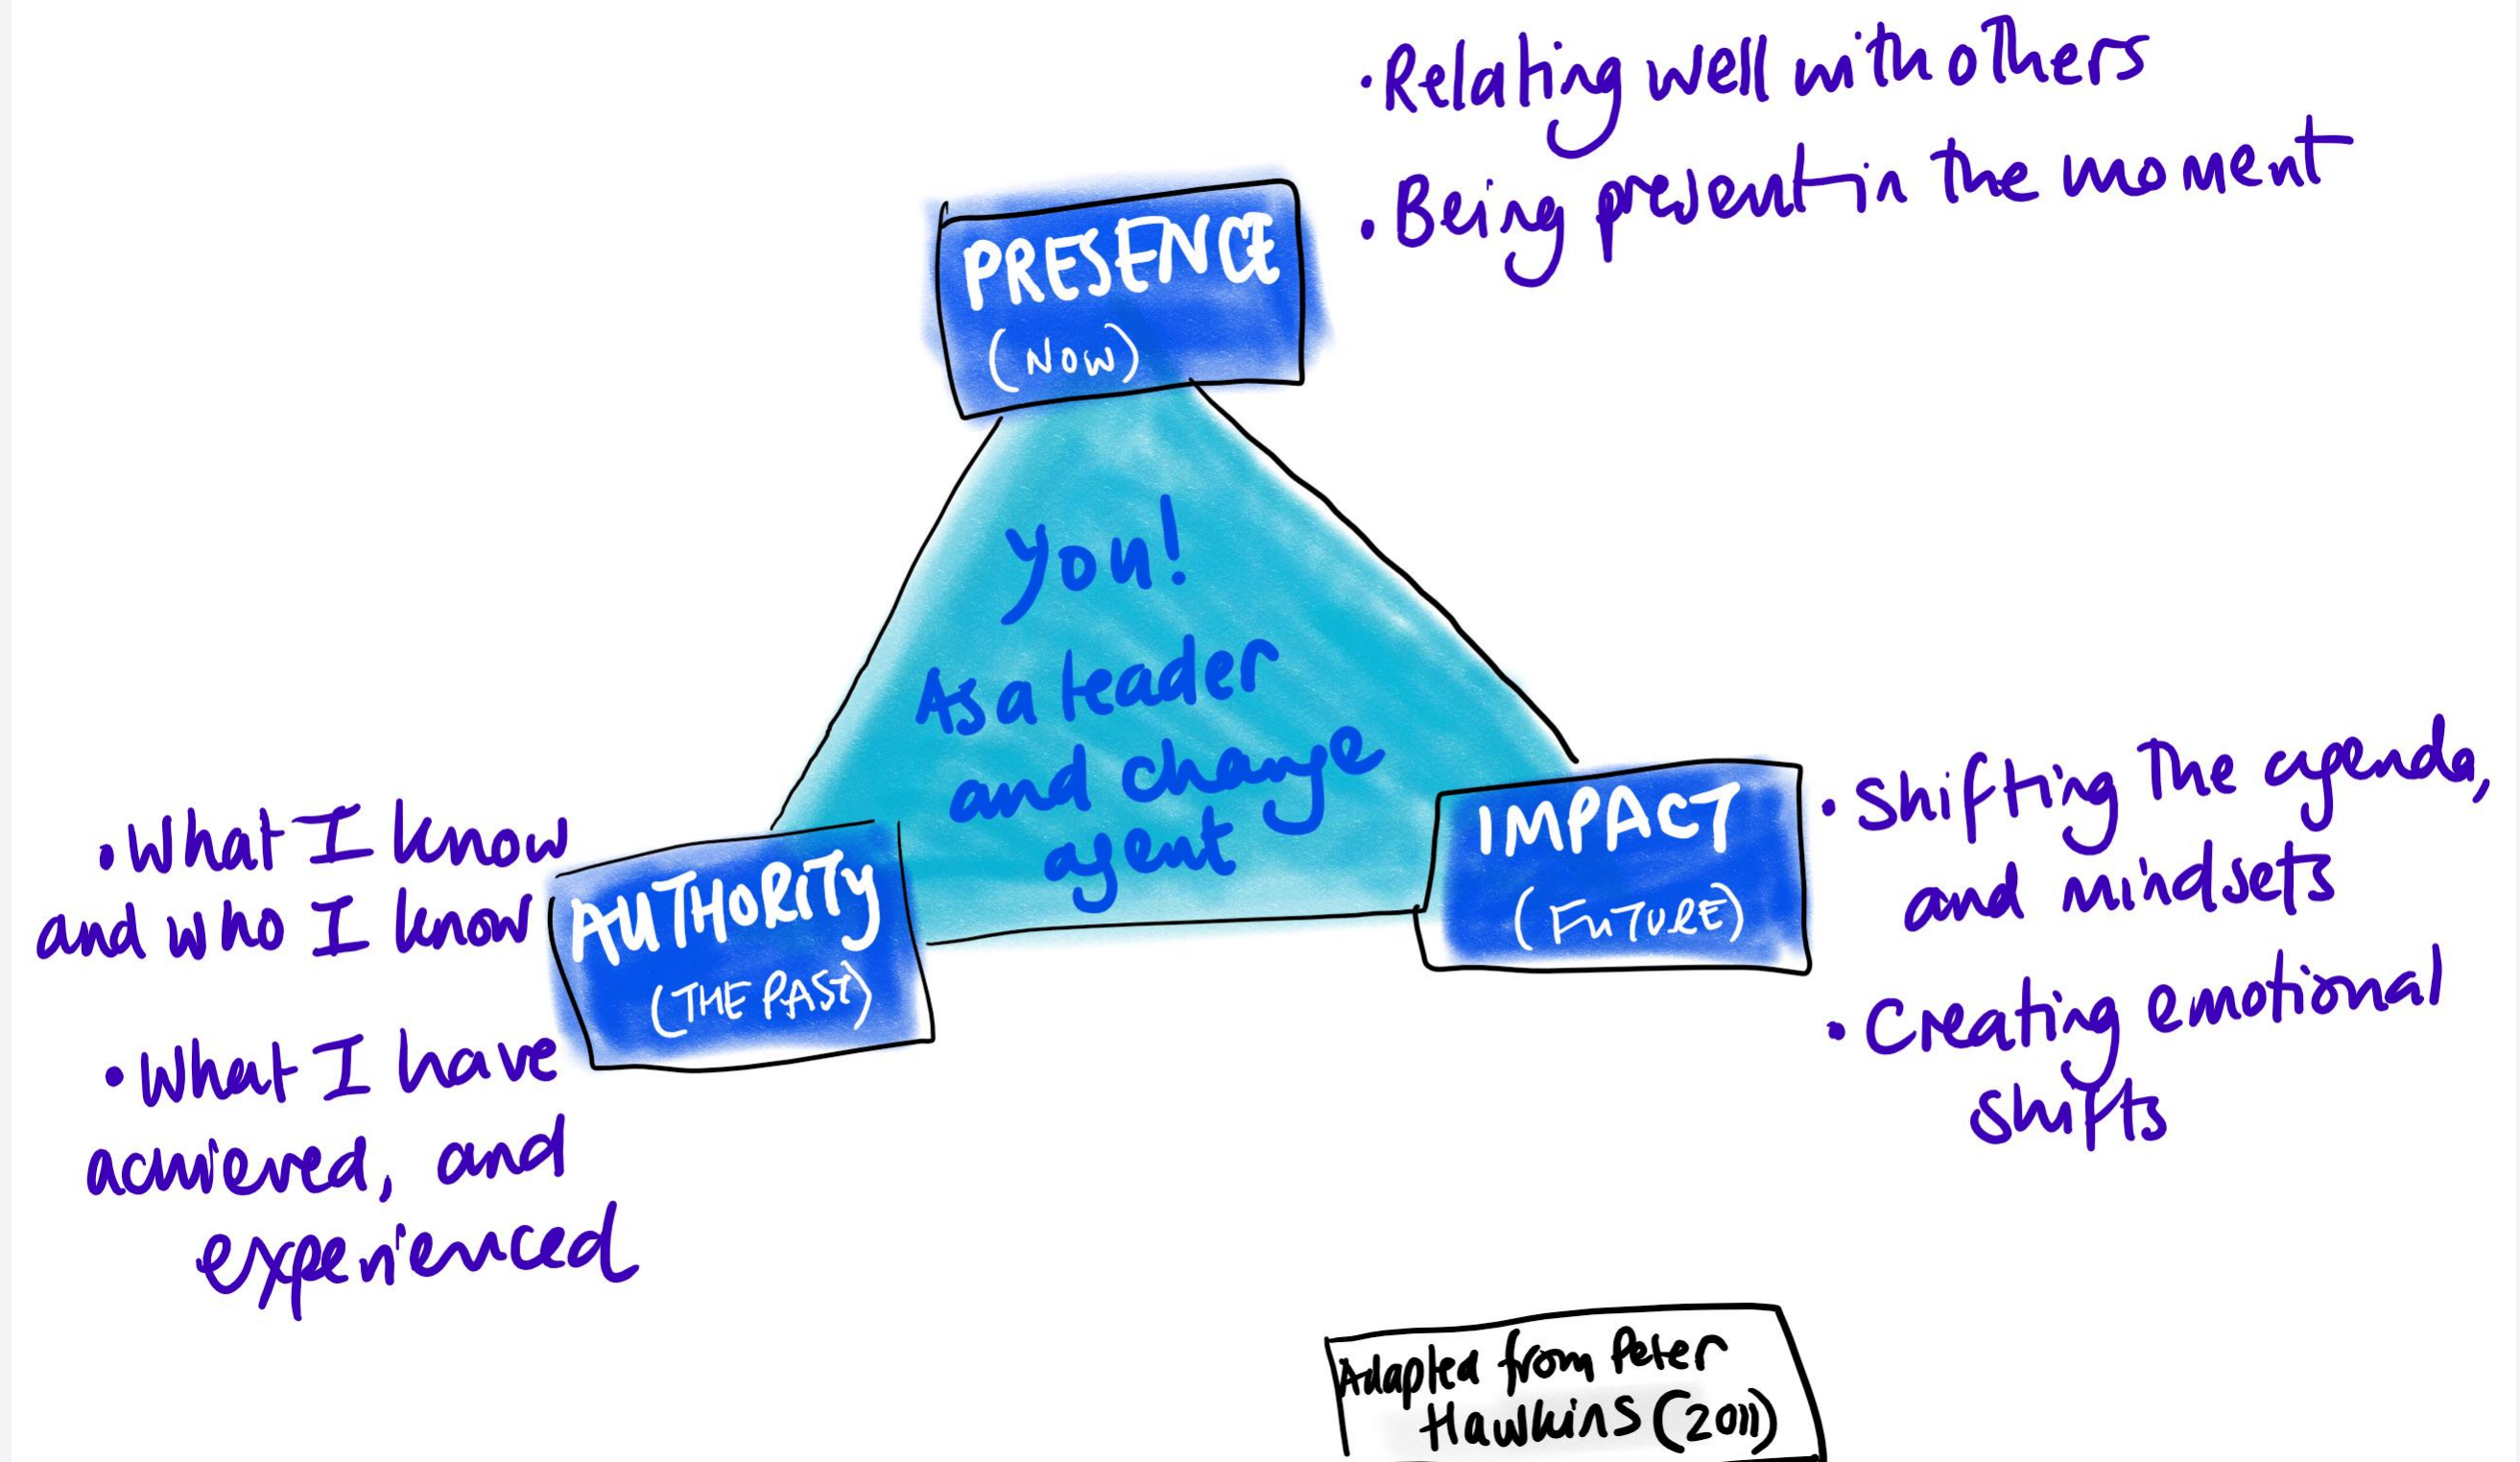 • Relating well with others
• Being present in the moment
PRESENCE
(NOW)
You!
As a leader
and change
agent
• What I know
and who I know
• What I have
achieved, and
experienced
AUTHORITY
(THE PAST)
IMPACT
(FUTURE)
• Shifting the agenda,
and mindsets
• Creating emotional
shifts
Adapted from Peter
Hawkins (2011)